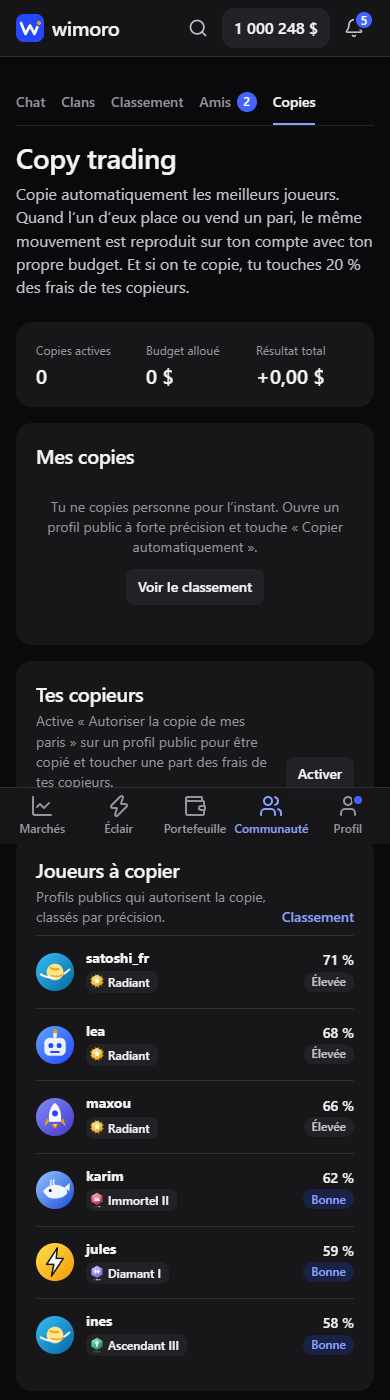 wimoro
1 000 248 $
5
Chat
Clans
Classement
Amis 2
Copies
Copy trading
Copie automatiquement les meilleurs joueurs.
Quand l'un d'eux place ou vend un pari, le même
mouvement est reproduit sur ton compte avec ton
propre budget. Et si on te copie, tu touches 20 %
des frais de tes copieurs.
Copies actives
0
Budget alloué
0 $
Résultat total
+0,00 $
Mes copies
Tu ne copies personne pour l'instant. Ouvre un
profil public à forte précision et touche « Copier
automatiquement ».
Voir le classement
Tes copieurs
Active « Autoriser la copie de mes
paris » sur un profil public pour être
copié et toucher une part des frais de
tes copieurs.
Activer
Marchés
Éclair
Portefeuille
Communauté
Profil
Joueurs à copier
Profils publics qui autorisent la copie,
classés par précision.
Classement
satoshi_fr
Radiant
71 %
Élevée
lea
Radiant
68 %
Élevée
maxou
Radiant
66 %
Élevée
karim
Immortel II
62 %
Bonne
jules
Diamant I
59 %
Bonne
ines
Ascendant III
58 %
Bonne